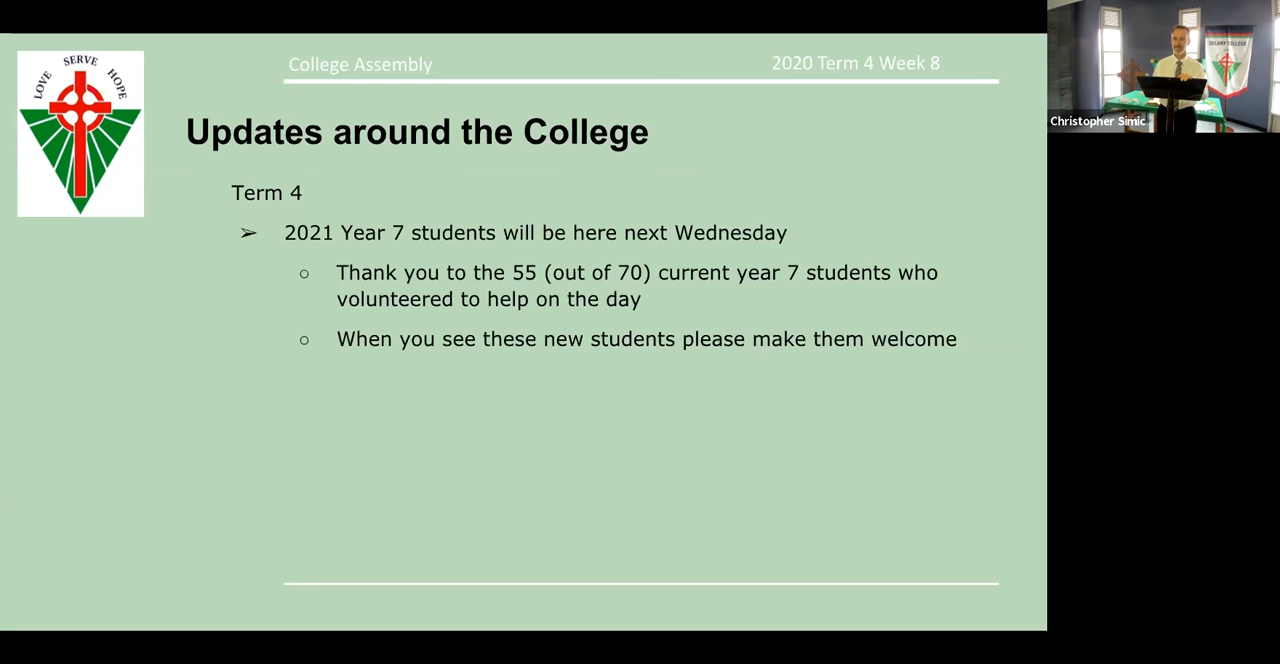 LOVE SERVE HOPE
College Assembly
2020 Term 4 Week 8
Updates around the College
Term 4
➢ 2021 Year 7 students will be here next Wednesday
○ Thank you to the 55 (out of 70) current year 7 students who
volunteered to help on the day
○ When you see these new students please make them welcome
DELANY COLLEGE
Christopher Simic